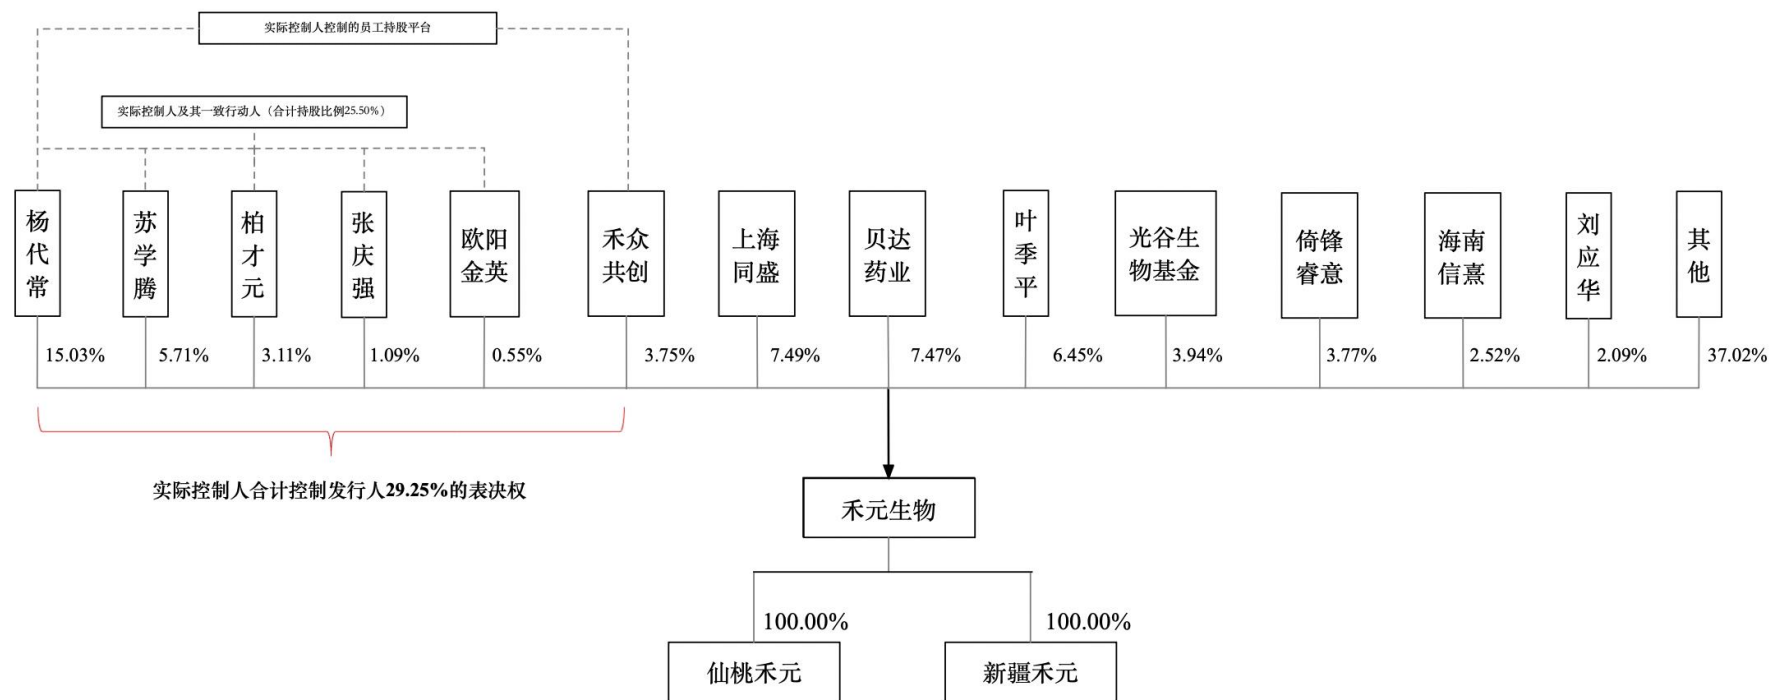 实际控制人控制的员工持股平台
实际控制人及其一致行动人（合计持股比例25.50%）
杨代常
苏学腾
柏才元
张庆强
欧阳
金英
禾众
共创
上海
同盛
贝达
药业
叶季平
光谷生
物基金
倚锋
睿意
海南
信熹
刘应华
其他
15.03%
5.71%
3.11%
1.09%
0.55%
3.75%
7.49%
7.47%
6.45%
3.94%
3.77%
2.52%
2.09%
37.02%
实际控制人合计控制发行人29.25%的表决权
禾元生物
100.00%
100.00%
仙桃禾元
新疆禾元